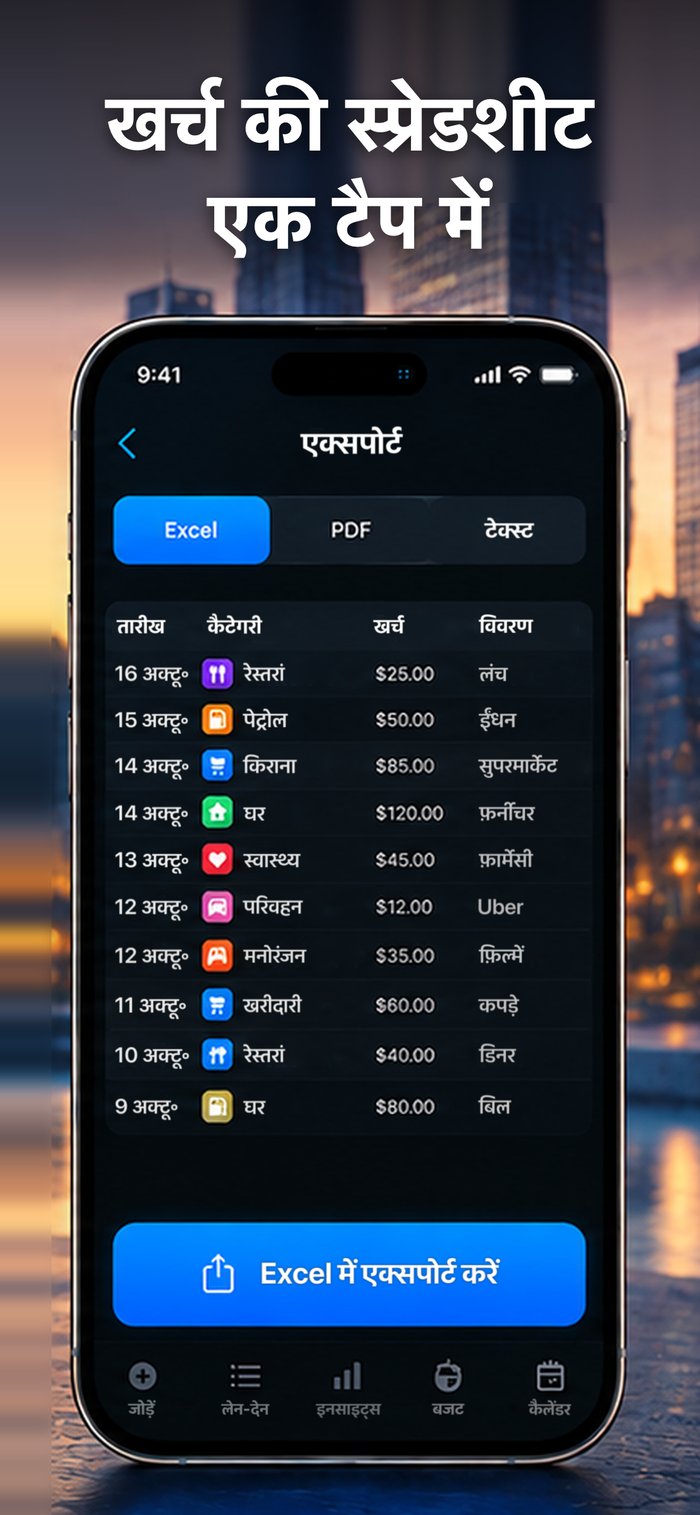 खर्च की स्प्रेडशीट
एक टैप में
9:41
एक्सपोर्ट
Excel PDF टेक्स्ट
तारीख कैटेगरी खर्च विवरण
16 अक्टू॰ रेस्तरां $25.00 लंच
15 अक्टू॰ पेट्रोल $50.00 ईंधन
14 अक्टू॰ किराना $85.00 सुपरमार्केट
14 अक्टू॰ घर $120.00 फ़र्नीचर
13 अक्टू॰ स्वास्थ्य $45.00 फ़ार्मेसी
12 अक्टू॰ परिवहन $12.00 Uber
12 अक्टू॰ मनोरंजन $35.00 फ़िल्में
11 अक्टू॰ खरीदारी $60.00 कपड़े
10 अक्टू॰ रेस्तरां $40.00 डिनर
9 अक्टू॰ घर $80.00 बिल
Excel में एक्सपोर्ट करें
जोड़ें लेन-देन इनसाइट्स बजट कैलेंडर